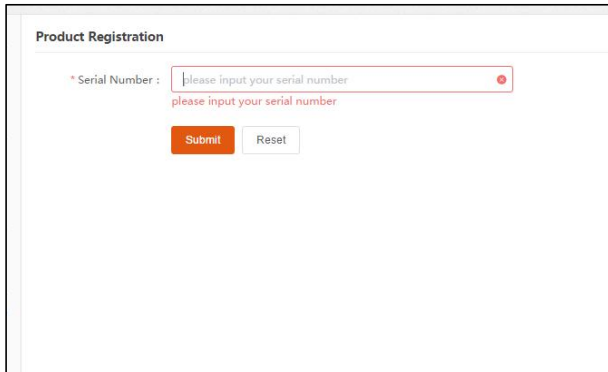 Product Registration
* Serial Number : please input your serial number
please input your serial number
Submit Reset